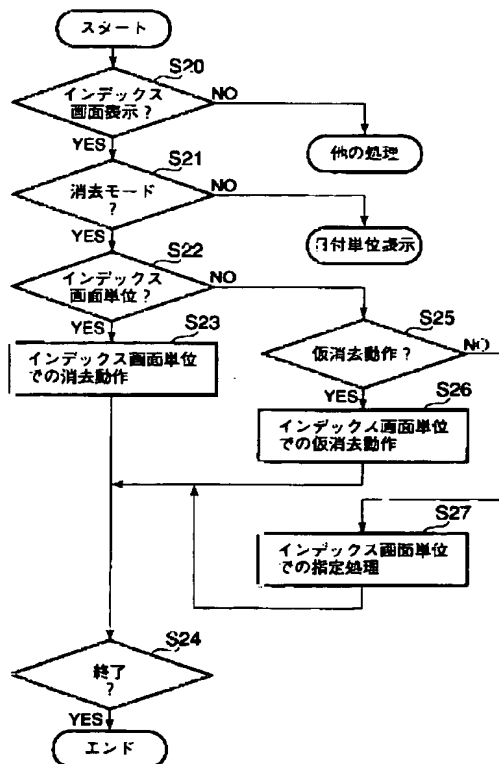 スタート
S20
インデックス
画面表示?
NO
YES
他の処理
S21
消去モード
?
NO
YES
日付単位表示
S22
インデックス
画面単位?
NO
YES
S23
インデックス画面単位
での消去動作
S25
仮消去動作?
NO
YES
S26
インデックス画面単位
での仮消去動作
S27
インデックス画面単位
での指定処理
S24
終了
?
YES
エンド